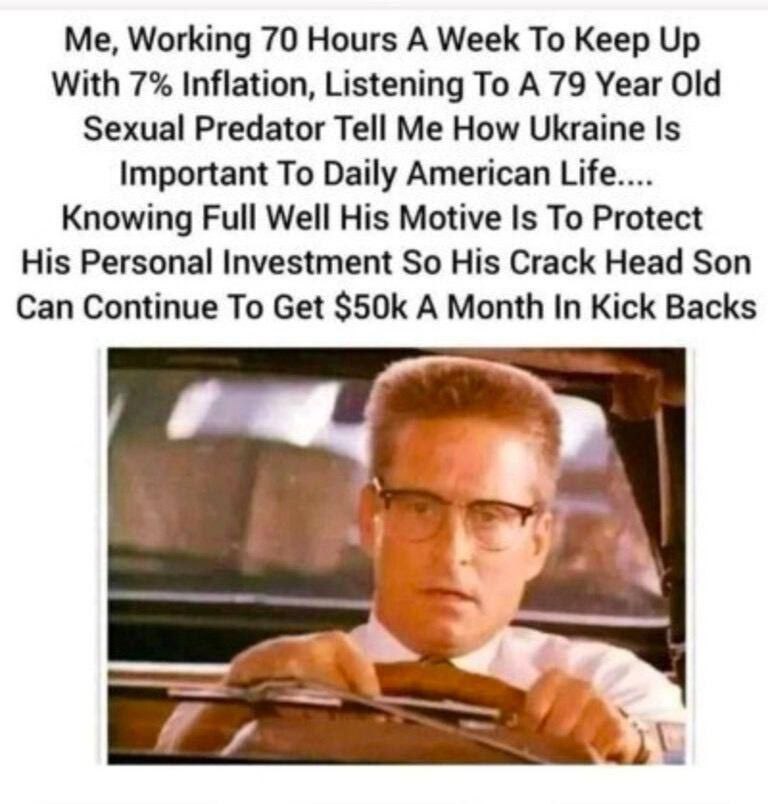 Me, Working 70 Hours A Week To Keep Up
With 7% Inflation, Listening To A 79 Year Old
Sexual Predator Tell Me How Ukraine Is
Important To Daily American Life....
Knowing Full Well His Motive Is To Protect
His Personal Investment So His Crack Head Son
Can Continue To Get $50k A Month In Kick Backs